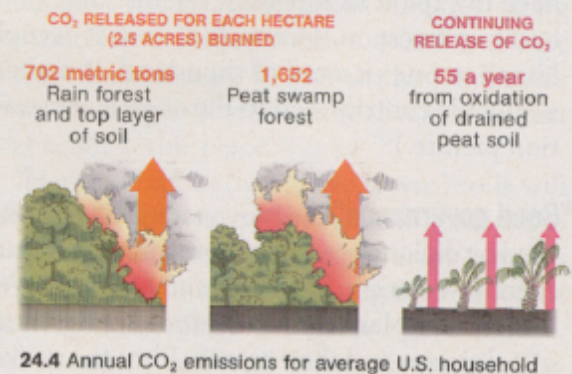 CO₂ RELEASED FOR EACH HECTARE
(2.5 ACRES) BURNED
702 metric tons
Rain forest
and top layer
of soil
1,652
Peat swamp
forest
CONTINUING
RELEASE OF CO₂
55 a year
from oxidation
of drained
peat soil
24.4 Annual CO₂ emissions for average U.S. household